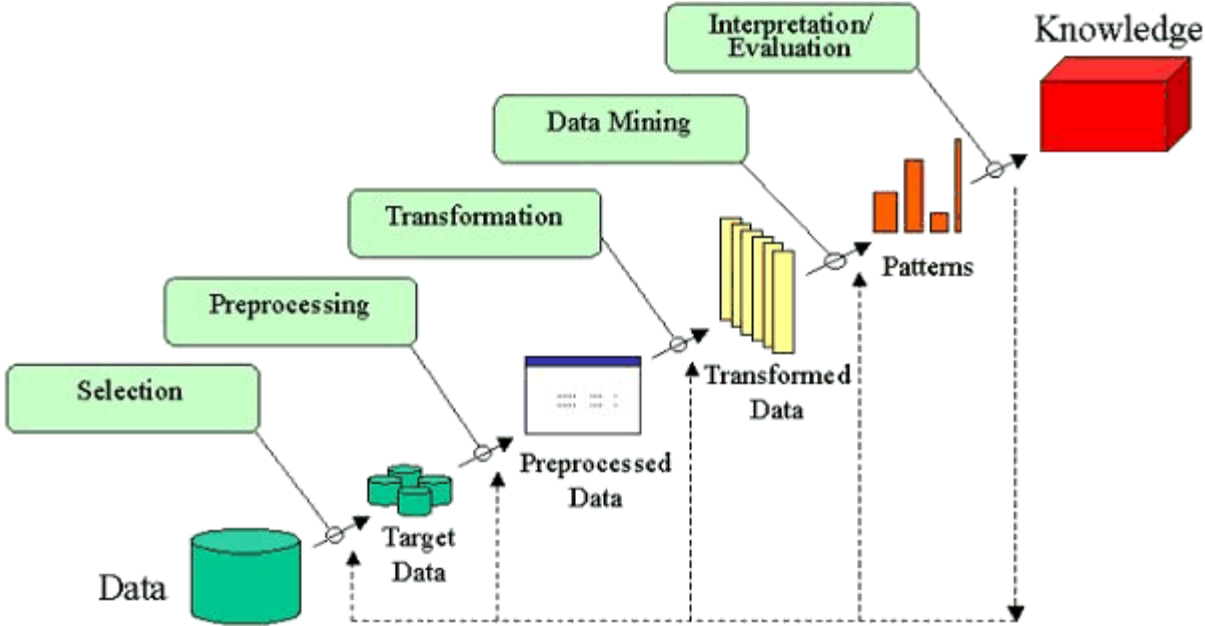 Interpretation/
Evaluation
Knowledge
Data Mining
Transformation
Patterns
Preprocessing
Transformed
Data
Selection
Preprocessed
Data
Target
Data
Data